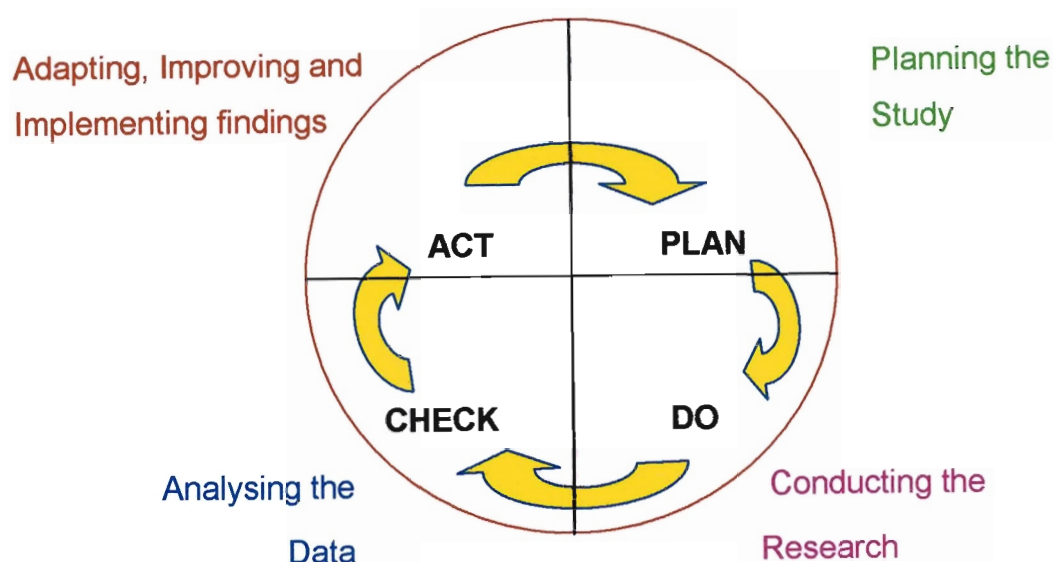 Adapting, Improving and
Implementing findings
Planning the
Study
ACT
PLAN
CHECK
DO
Analysing the
Data
Conducting the
Research